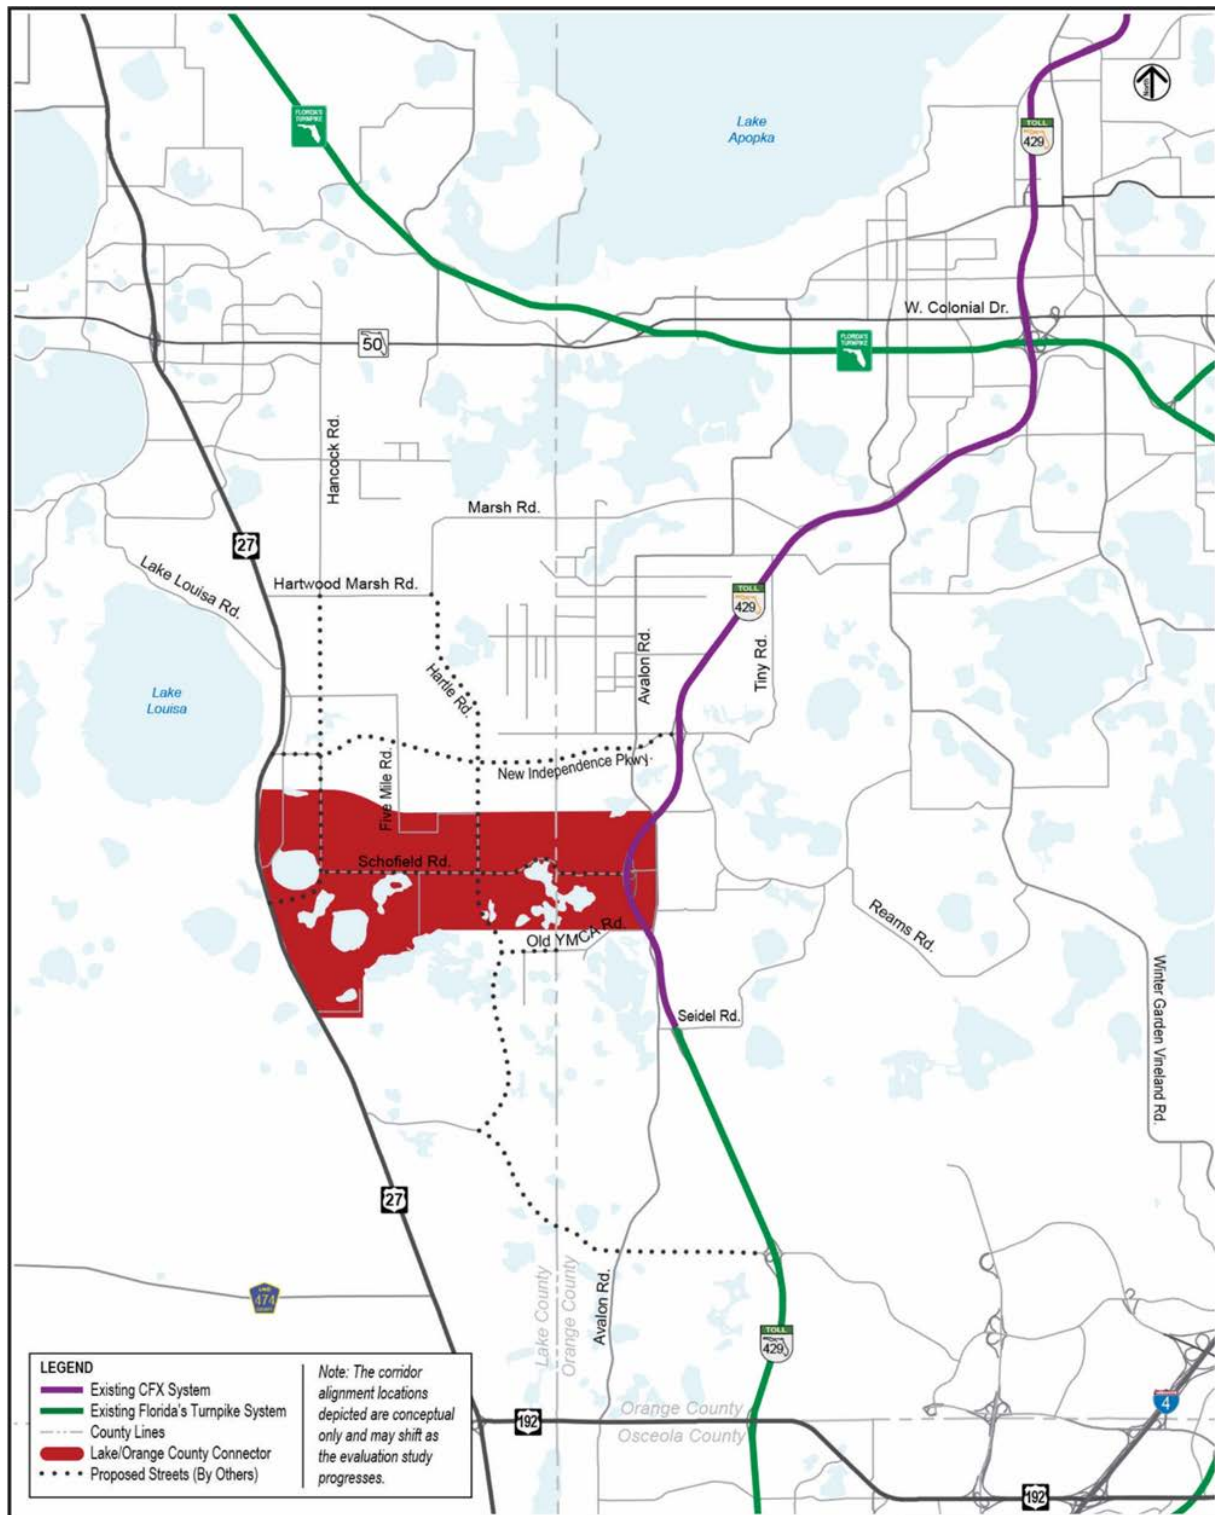 FLORIDA'S
TURNPIKE
Lake
Apopka
TOLL
429
North
W. Colonial Dr.
50
FLORIDA'S
TURNPIKE
Hancock Rd.
Marsh Rd.
27
Lake Louisa Rd.
Hartwood Marsh Rd.
TOLL
429
Avalon Rd.
Tiny Rd.
Hartle Rd.
Lake
Louisa
New Independence Pkwy.
Five Mile Rd.
Schofield Rd.
Old YMCA Rd.
Reams Rd.
Winter Garden Vineland Rd.
Seidel Rd.
27
Lake County
Orange County
Avalon Rd.
474
TOLL
429
4
Orange County
Osceola County
192
192
LEGEND
Existing CFX System
Existing Florida's Turnpike System
County Lines
Lake/Orange County Connector
Proposed Streets (By Others)
Note: The corridor
alignment locations
depicted are conceptual
only and may shift as
the evaluation study
progresses.